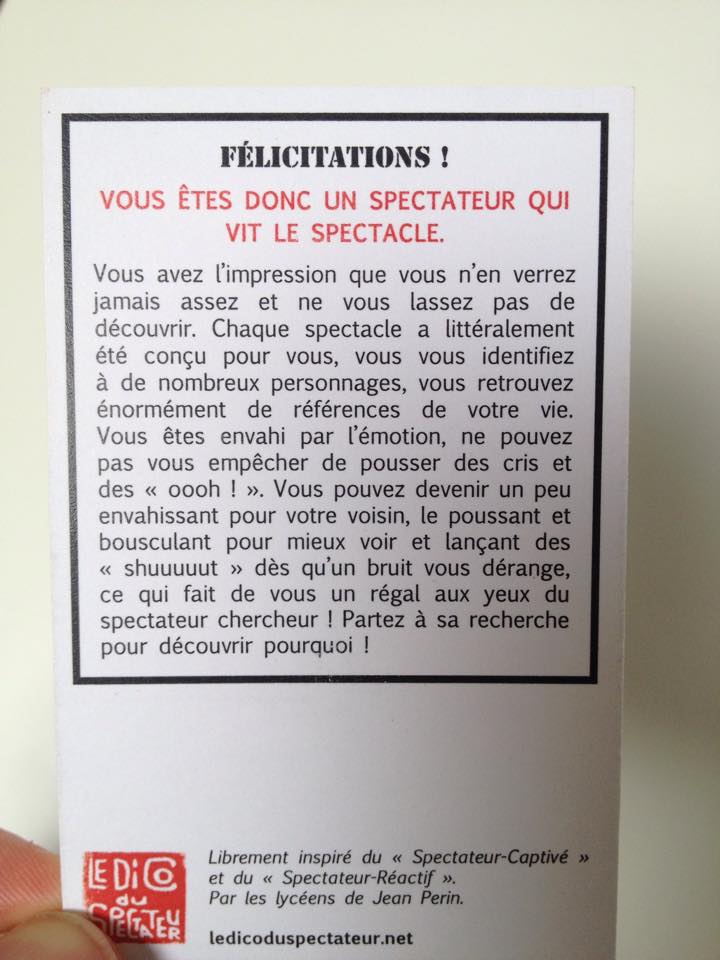 FÉLICITATIONS !
VOUS ÊTES DONC UN SPECTATEUR QUI
VIT LE SPECTACLE.
Vous avez l'impression que vous n'en verrez
jamais assez et ne vous lassez pas de
découvrir. Chaque spectacle a littéralement
été conçu pour vous, vous vous identifiez
à de nombreux personnages, vous retrouvez
énormément de références de votre vie.
Vous êtes envahi par l'émotion, ne pouvez
pas vous empêcher de pousser des cris et
des « oooh ! ». Vous pouvez devenir un peu
envahissant pour votre voisin, le poussant et
bousculant pour mieux voir et lançant des
« shuuuuut » dès qu'un bruit vous dérange,
ce qui fait de vous un régal aux yeux du
spectateur chercheur ! Partez à sa recherche
pour découvrir pourquoi !
LE DiCO
du
SPECTATEUR
Librement inspiré du « Spectateur-Captivé »
et du « Spectateur-Réactif ».
Par les lycéens de Jean Perin.
ledicoduspectateur.net